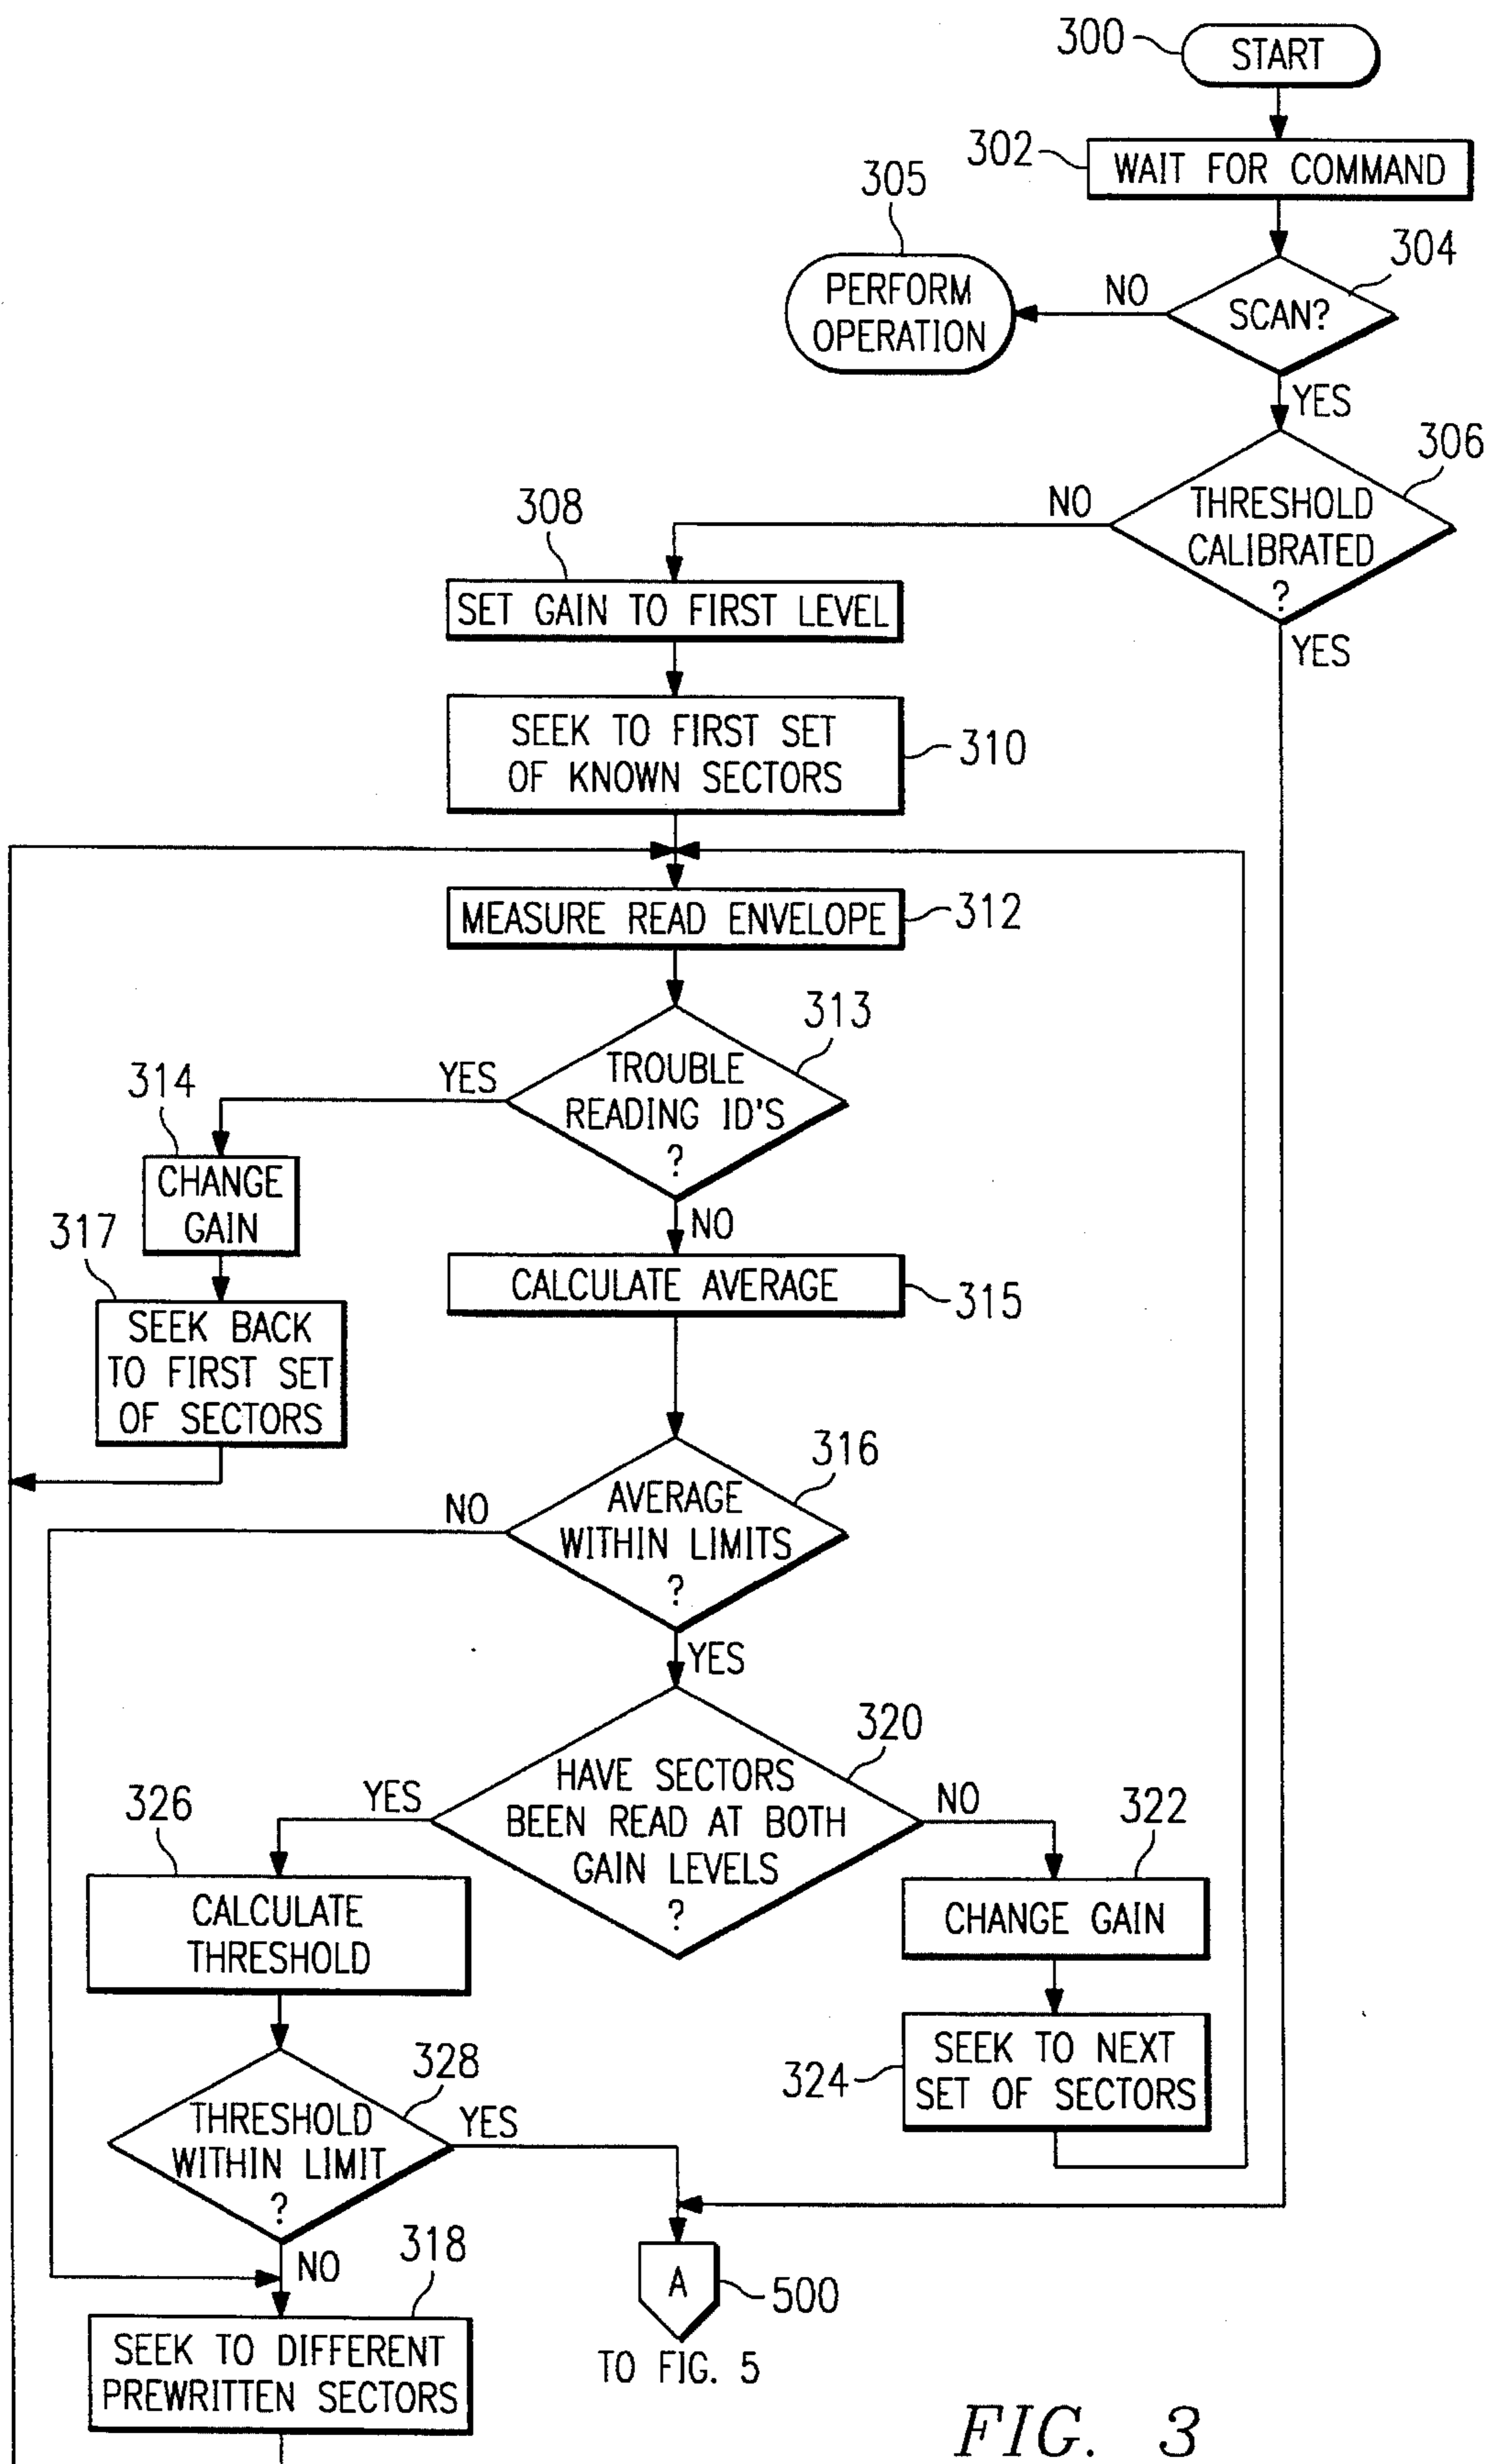 300
START
302
WAIT FOR COMMAND
305
304
PERFORM
OPERATION
NO
SCAN?
YES
306
308
NO
THRESHOLD
CALIBRATED
?
SET GAIN TO FIRST LEVEL
YES
SEEK TO FIRST SET
OF KNOWN SECTORS
310
MEASURE READ ENVELOPE
312
313
314
YES
TROUBLE
READING ID'S
?
CHANGE
GAIN
317
NO
CALCULATE AVERAGE
315
SEEK BACK
TO FIRST SET
OF SECTORS
316
NO
AVERAGE
WITHIN LIMITS
?
YES
320
326
YES
HAVE SECTORS
BEEN READ AT BOTH
GAIN LEVELS
?
NO
322
CALCULATE
THRESHOLD
CHANGE GAIN
328
324
SEEK TO NEXT
SET OF SECTORS
THRESHOLD
WITHIN LIMIT
?
YES
NO
318
A
500
SEEK TO DIFFERENT
PREWRITTEN SECTORS
TO FIG. 5
FIG. 3